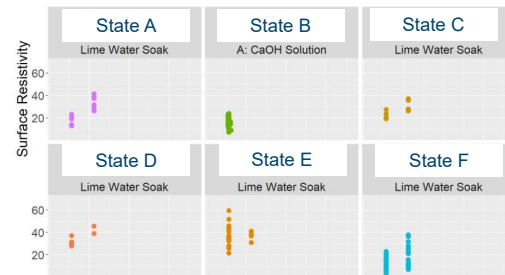 State A State B State C
Lime Water Soak A: CaOH Solution Lime Water Soak
Surface Resistivity
60
40
20
State D State E State F
Lime Water Soak Lime Water Soak Lime Water Soak
60
40
20